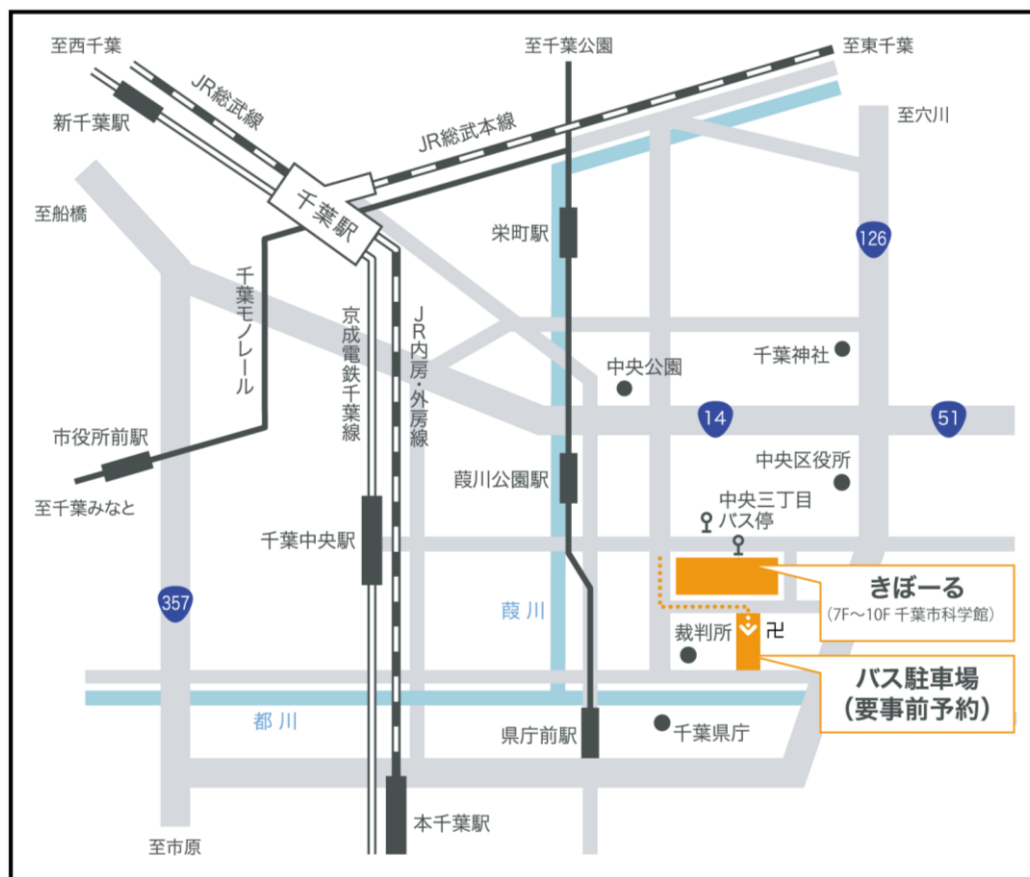 至西千葉
至千葉公園
至東千葉
JR総武線
新千葉駅
JR総武本線
至穴川
千葉駅
至船橋
栄町駅
126
千葉モノレール
京成電鉄千葉線
JR内房・外房線
千葉神社
中央公園
14
51
市役所前駅
至千葉みなと
葭川公園駅
中央区役所
中央三丁目
バス停
千葉中央駅
きぼーる
(7F～10F 千葉市科学館)
357
葭川
裁判所
卍
バス駐車場
(要事前予約)
都川
県庁前駅
千葉県庁
本千葉駅
至市原